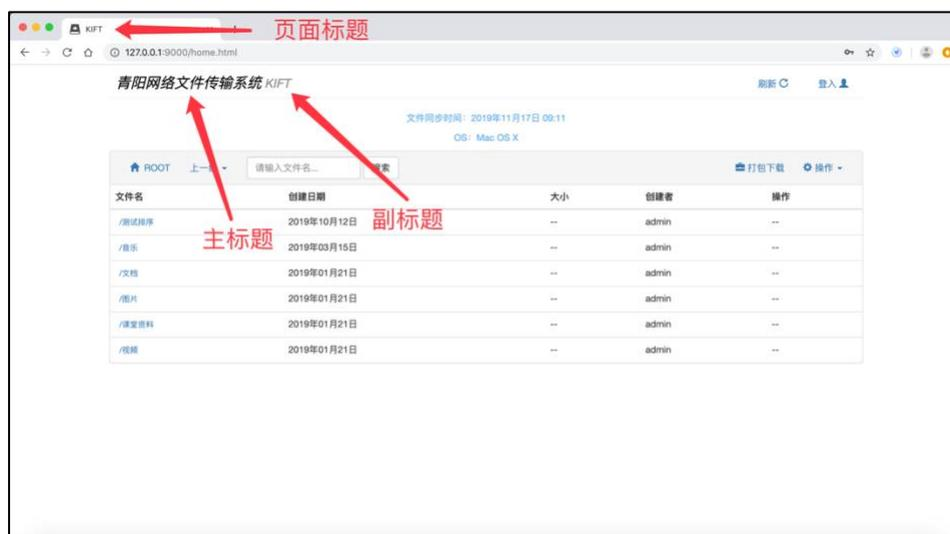 KIFT
页面标题
127.0.0.1:9000/home.html
青阳网络文件传输系统 KIFT
刷新 登入
文件同步时间：2019年11月17日 09:11
OS：Mac OS X
ROOT 上一 请输入文件名... 索 打包下载 操作
文件名 创建日期 大小 创建者 操作
/测试排序 2019年10月12日 -- admin --
副标题
主标题
/音乐 2019年03月15日 -- admin --
/文档 2019年01月21日 -- admin --
/图片 2019年01月21日 -- admin --
/课堂资料 2019年01月21日 -- admin --
/视频 2019年01月21日 -- admin --